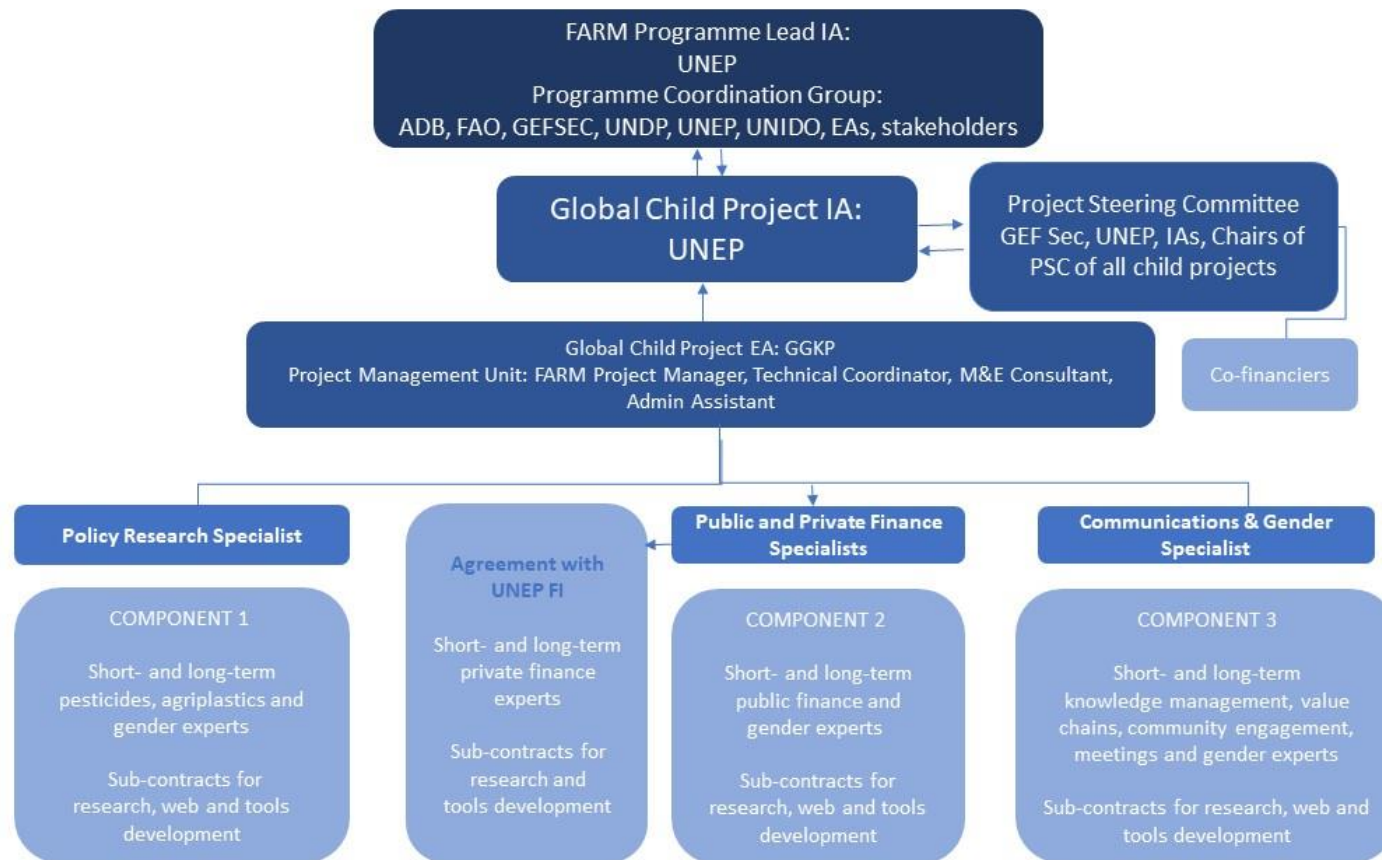 FARM Programme Lead IA:
UNEP
Programme Coordination Group:
ADB, FAO, GEFSEC, UNDP, UNEP, UNIDO, EAs, stakeholders
Global Child Project IA:
UNEP
Project Steering Committee
GEF Sec, UNEP, IAs, Chairs of
PSC of all child projects
Global Child Project EA: GGKP
Project Management Unit: FARM Project Manager, Technical Coordinator, M&E Consultant,
Admin Assistant
Co-financiers
Policy Research Specialist
Agreement with
UNEP FI
Short- and long-term
private finance
experts
Sub-contracts for
research and
tools development
Public and Private Finance
Specialists
Communications & Gender
Specialist
COMPONENT 1
Short- and long-term
pesticides, agriplastics and
gender experts
Sub-contracts for
research, web and tools
development
COMPONENT 2
Short- and long-term
public finance and
gender experts
Sub-contracts for
research, web and tools
development
COMPONENT 3
Short- and long-term
knowledge management, value
chains, community engagement,
meetings and gender experts
Sub-contracts for research, web and
tools development